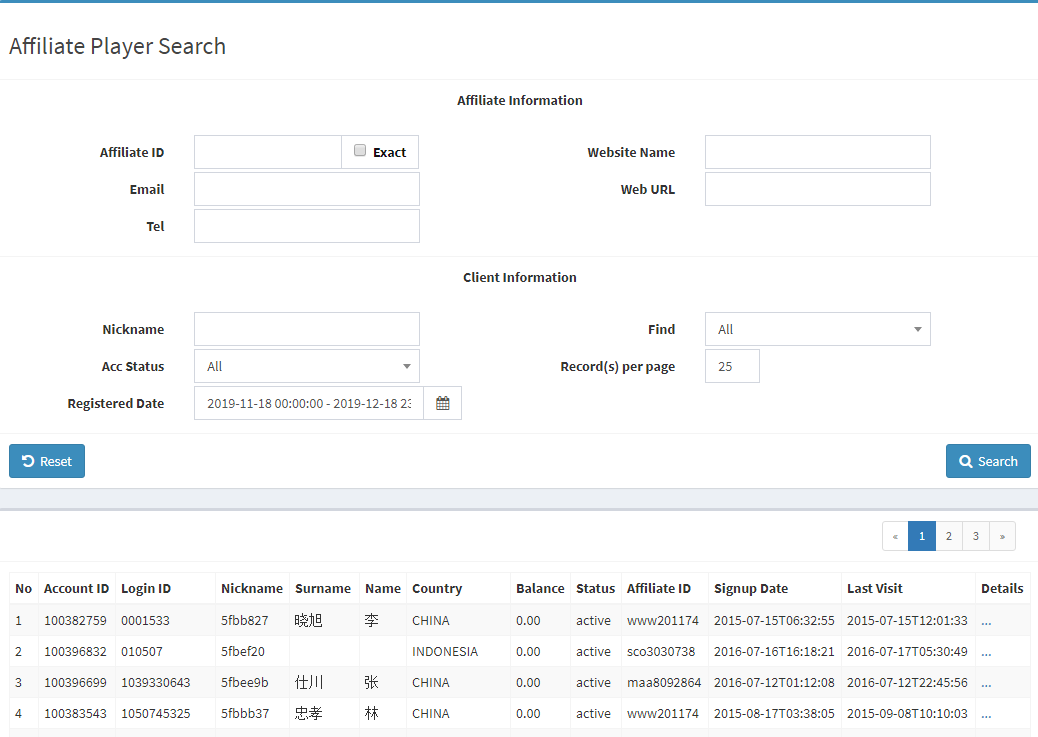 Affiliate Player Search
Affiliate Information
Affiliate ID Exact Website Name
Email Web URL
Tel
Client Information
Nickname Find All
Acc Status All Record(s) per page 25
Registered Date 2019-11-18 00:00:00 - 2019-12-18 23
Reset Search
« 1 2 3 »
No Account ID Login ID Nickname Surname Name Country Balance Status Affiliate ID Signup Date Last Visit Details
1 100382759 0001533 5fbb827 晓旭 李 CHINA 0.00 active www201174 2015-07-15T06:32:55 2015-07-15T12:01:33 ...
2 100396832 010507 5fbef20 INDONESIA 0.00 active sco3030738 2016-07-16T16:18:21 2016-07-17T05:30:49 ...
3 100396699 1039330643 5fbee9b 仕川 张 CHINA 0.00 active maa8092864 2016-07-12T01:12:08 2016-07-12T22:45:56 ...
4 100383543 1050745325 5fbbb37 忠孝 林 CHINA 0.00 active www201174 2015-08-17T03:38:05 2015-09-08T10:10:03 ...